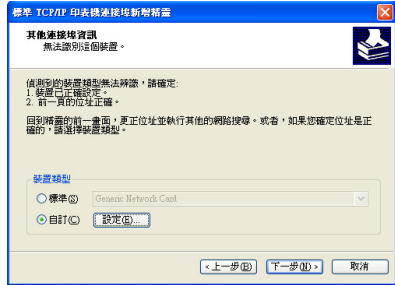 標準 TCP/IP 印表機連接埠新增精靈
其他連接埠資訊
無法識別這個裝置。
偵測到的裝置類型無法辨識，請確定:
1. 裝置已正確設定。
2. 前一頁的位址正確。
回到精靈的前一畫面，更正位址並執行其他的網路搜尋。或者，如果您確定位址是正
確的，請選擇裝置類型。
裝置類型
標準(S) Generic Network Card
自訂(C) 設定(E)...
< 上一步(B) 下一步(N) > 取消